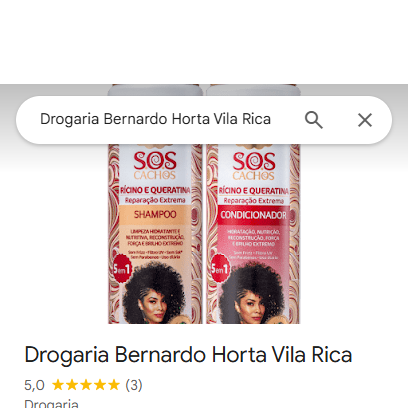 Drogaria Bernardo Horta Vila Rica
SOS
CACHOS
RÍCINO E QUERATINA
Reparação Extrema
SHAMPOO
LIMPEZA HIDRATANTE E
NUTRITIVA, RECONSTRUÇÃO,
FORÇA E BRILHO EXTREMO
5 em 1
SOS
CACHOS
RÍCINO E QUERATINA
Reparação Extrema
CONDICIONADOR
HIDRATAÇÃO, NUTRIÇÃO,
RECONSTRUÇÃO, FORÇA
E BRILHO EXTREMO
5 em 1
Drogaria Bernardo Horta Vila Rica
5,0 (3)
Drogaria